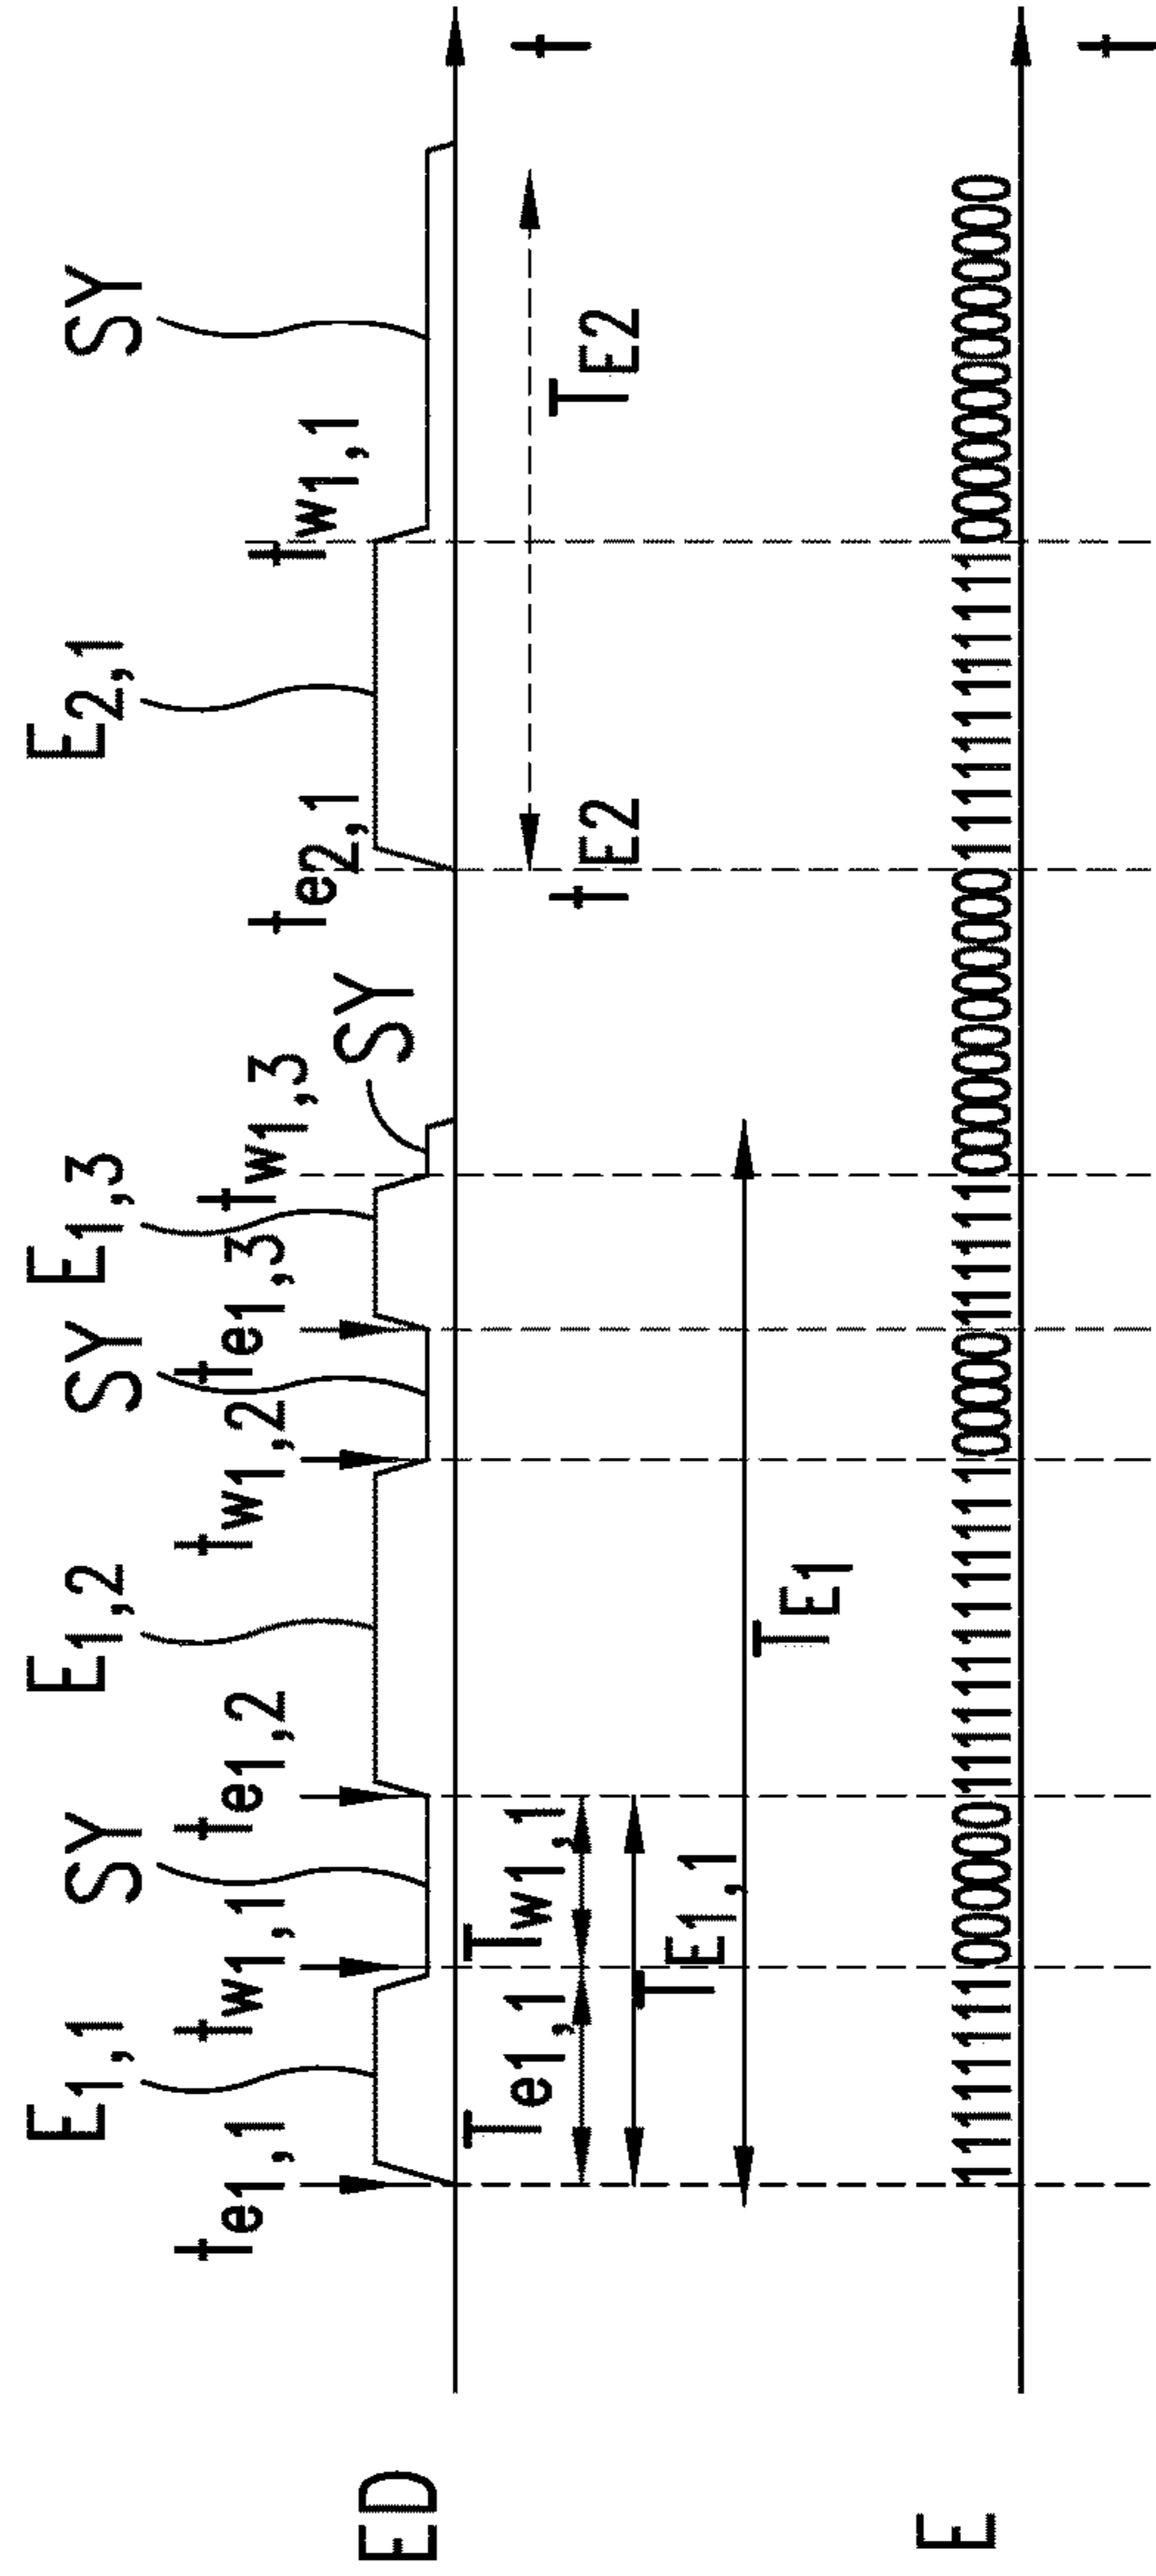 E1,1 SY E1,2 SY E1,3 SY E2,1 SY
te1,1 tw1,1 te1,2 tw1,2 te1,3 tw1,3 te2,1 tw1,1
ED t
Te1,1 Tw1,1 tE2 TE2
TE1,1
TE1
1111111100000011111111111110000011111100000000000011111111111100000000000000
E t